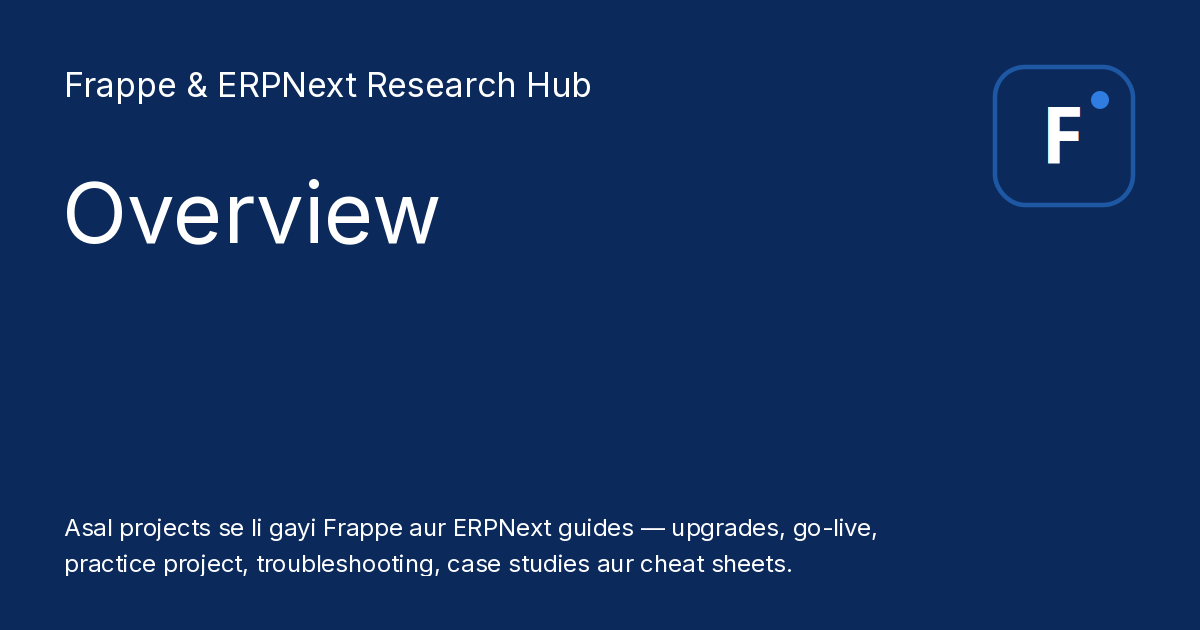 Frappe & ERPNext Research Hub
F
Overview
Asal projects se li gayi Frappe aur ERPNext guides — upgrades, go-live,
practice project, troubleshooting, case studies aur cheat sheets.